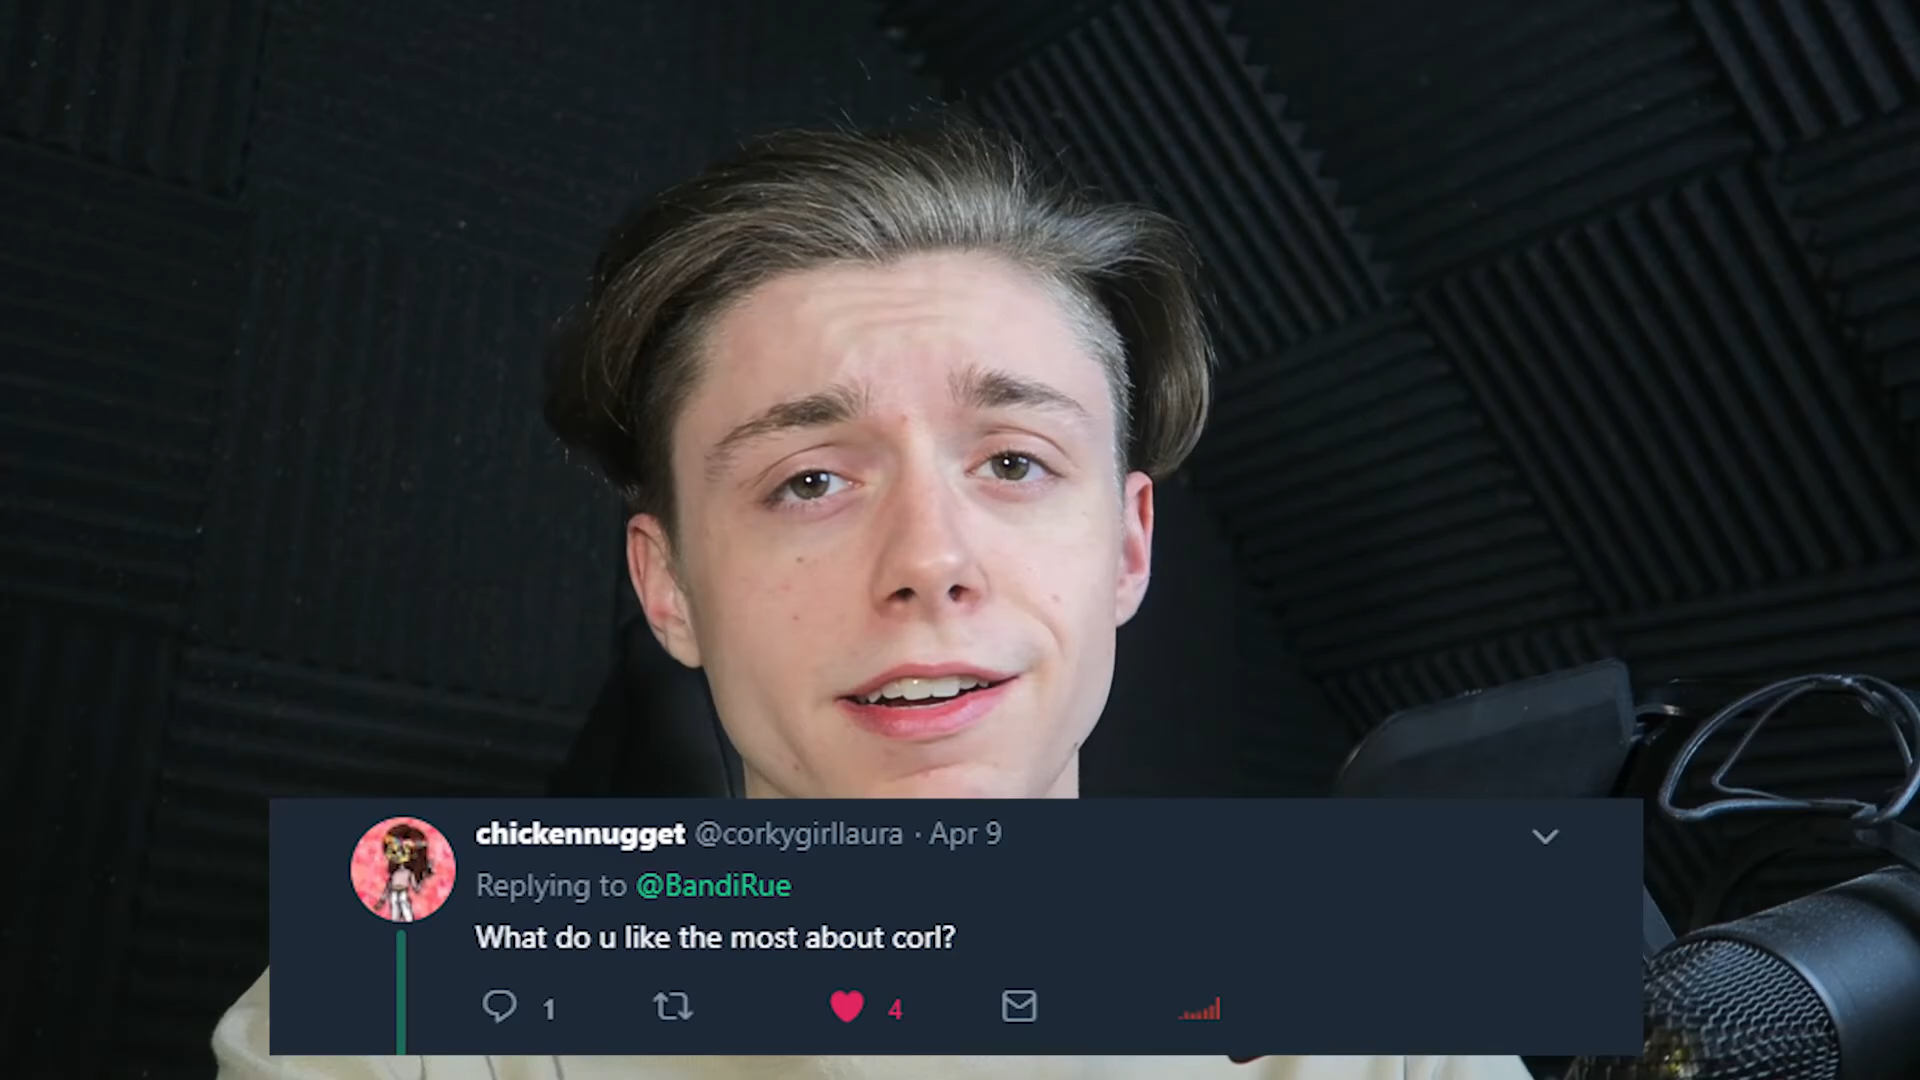 chickennugget @corkygirllaura · Apr 9
Replying to @BandiRue
What do u like the most about corl?
1 4